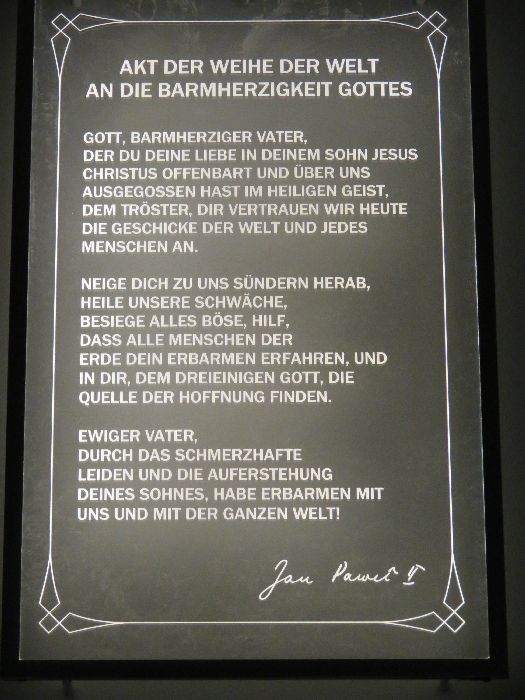 AKT DER WEIHE DER WELT
AN DIE BARMHERZIGKEIT GOTTES
GOTT, BARMHERZIGER VATER,
DER DU DEINE LIEBE IN DEINEM SOHN JESUS
CHRISTUS OFFENBART UND ÜBER UNS
AUSGEGOSSEN HAST IM HEILIGEN GEIST,
DEM TRÖSTER, DIR VERTRAUEN WIR HEUTE
DIE GESCHICKE DER WELT UND JEDES
MENSCHEN AN.
NEIGE DICH ZU UNS SÜNDERN HERAB,
HEILE UNSERE SCHWÄCHE,
BESIEGE ALLES BÖSE, HILF,
DASS ALLE MENSCHEN DER
ERDE DEIN ERBARMEN ERFAHREN, UND
IN DIR, DEM DREIEINIGEN GOTT, DIE
QUELLE DER HOFFNUNG FINDEN.
EWIGER VATER,
DURCH DAS SCHMERZHAFTE
LEIDEN UND DIE AUFERSTEHUNG
DEINES SOHNES, HABE ERBARMEN MIT
UNS UND MIT DER GANZEN WELT!
Jan Paweł II